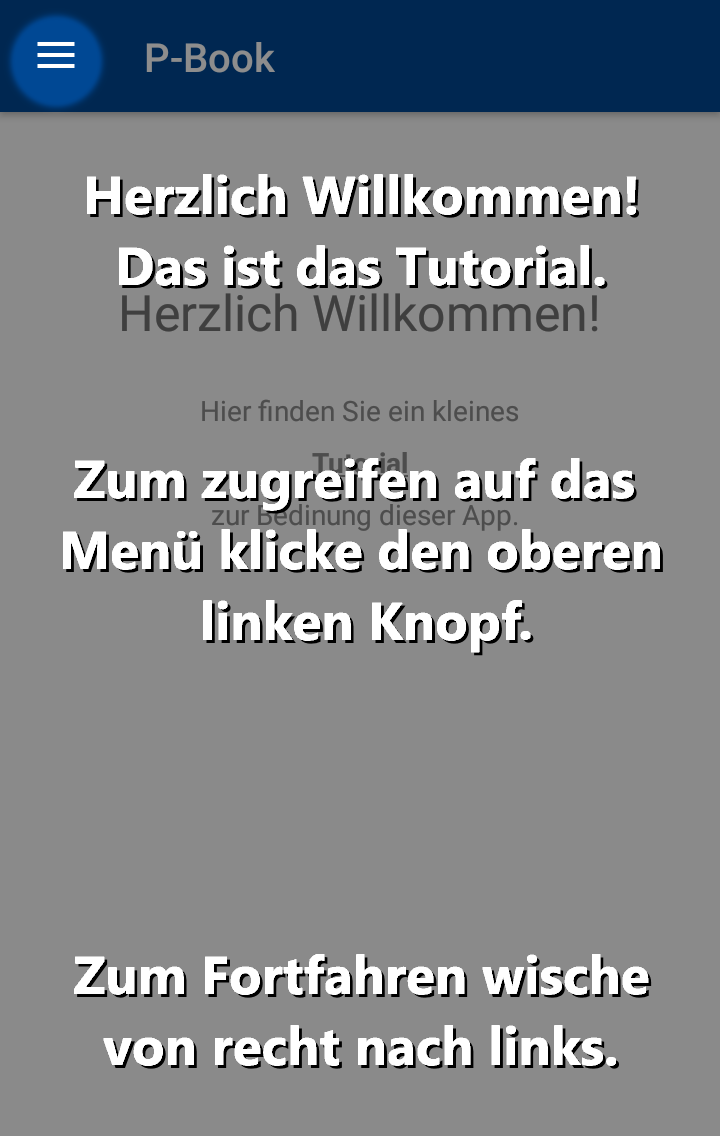 P-Book
Herzlich Willkommen!
Das ist das Tutorial.
Herzlich Willkommen!
Hier finden Sie ein kleines
Tutorial
Zum zugreifen auf das
zur Bedinung dieser App.
Menü klicke den oberen
linken Knopf.
Zum Fortfahren wische
von recht nach links.